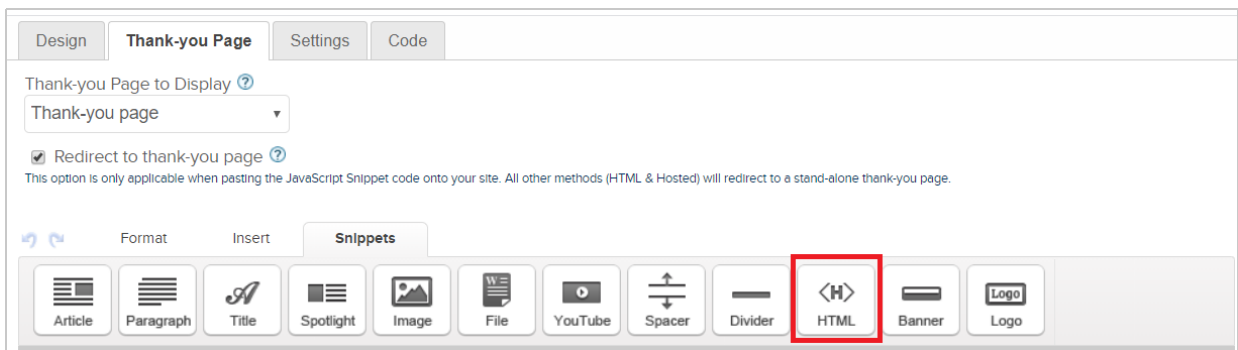 Design Thank-you Page Settings Code
Thank-you Page to Display ?
Thank-you page
Redirect to thank-you page ?
This option is only applicable when pasting the JavaScript Snippet code onto your site. All other methods (HTML & Hosted) will redirect to a stand-alone thank-you page.
Format Insert Snippets
A W <H> Logo
Article Paragraph Title Spotlight Image File YouTube Spacer Divider HTML Banner Logo